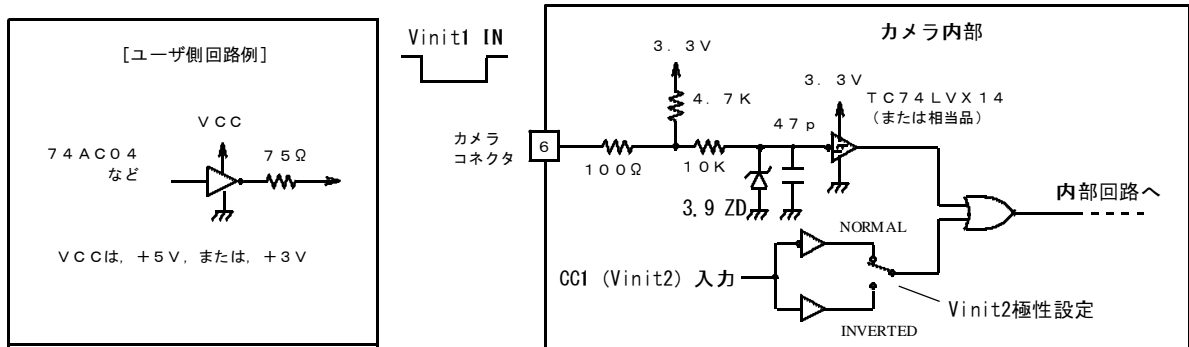 [ユーザ側回路例]
VCC
74AC04
など
75Ω
VCCは，+5V，または，+3V
Vinit1 IN
カメラ内部
3．3V
4．7K
3．3V
TC74LVX14
（または相当品）
47p
カメラ
コネクタ
6
100Ω
10K
3.9 ZD
内部回路へ
NORMAL
CC1 (Vinit2) 入力
Vinit2極性設定
INVERTED